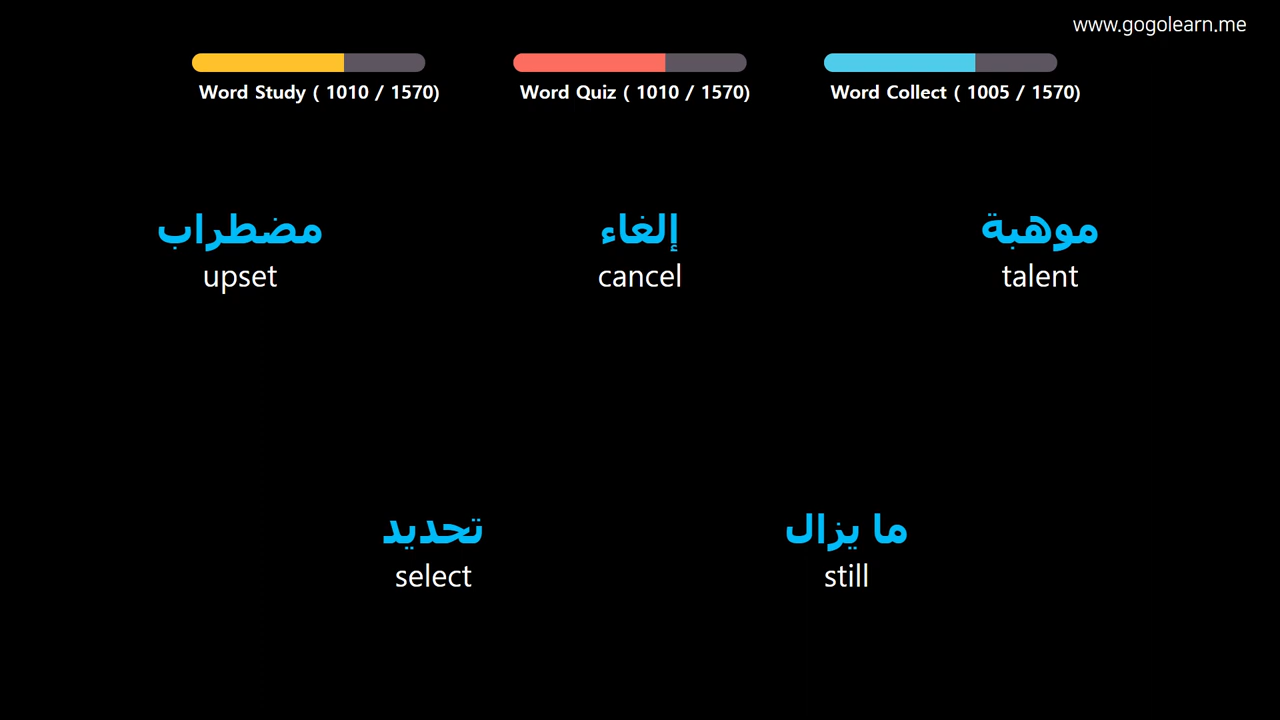 www.gogolearn.me
Word Study ( 1010 / 1570)
Word Quiz ( 1010 / 1570)
Word Collect ( 1005 / 1570)
مضطراب
upset
إلغاء
cancel
موهبة
talent
تحديد
select
ما يزال
still